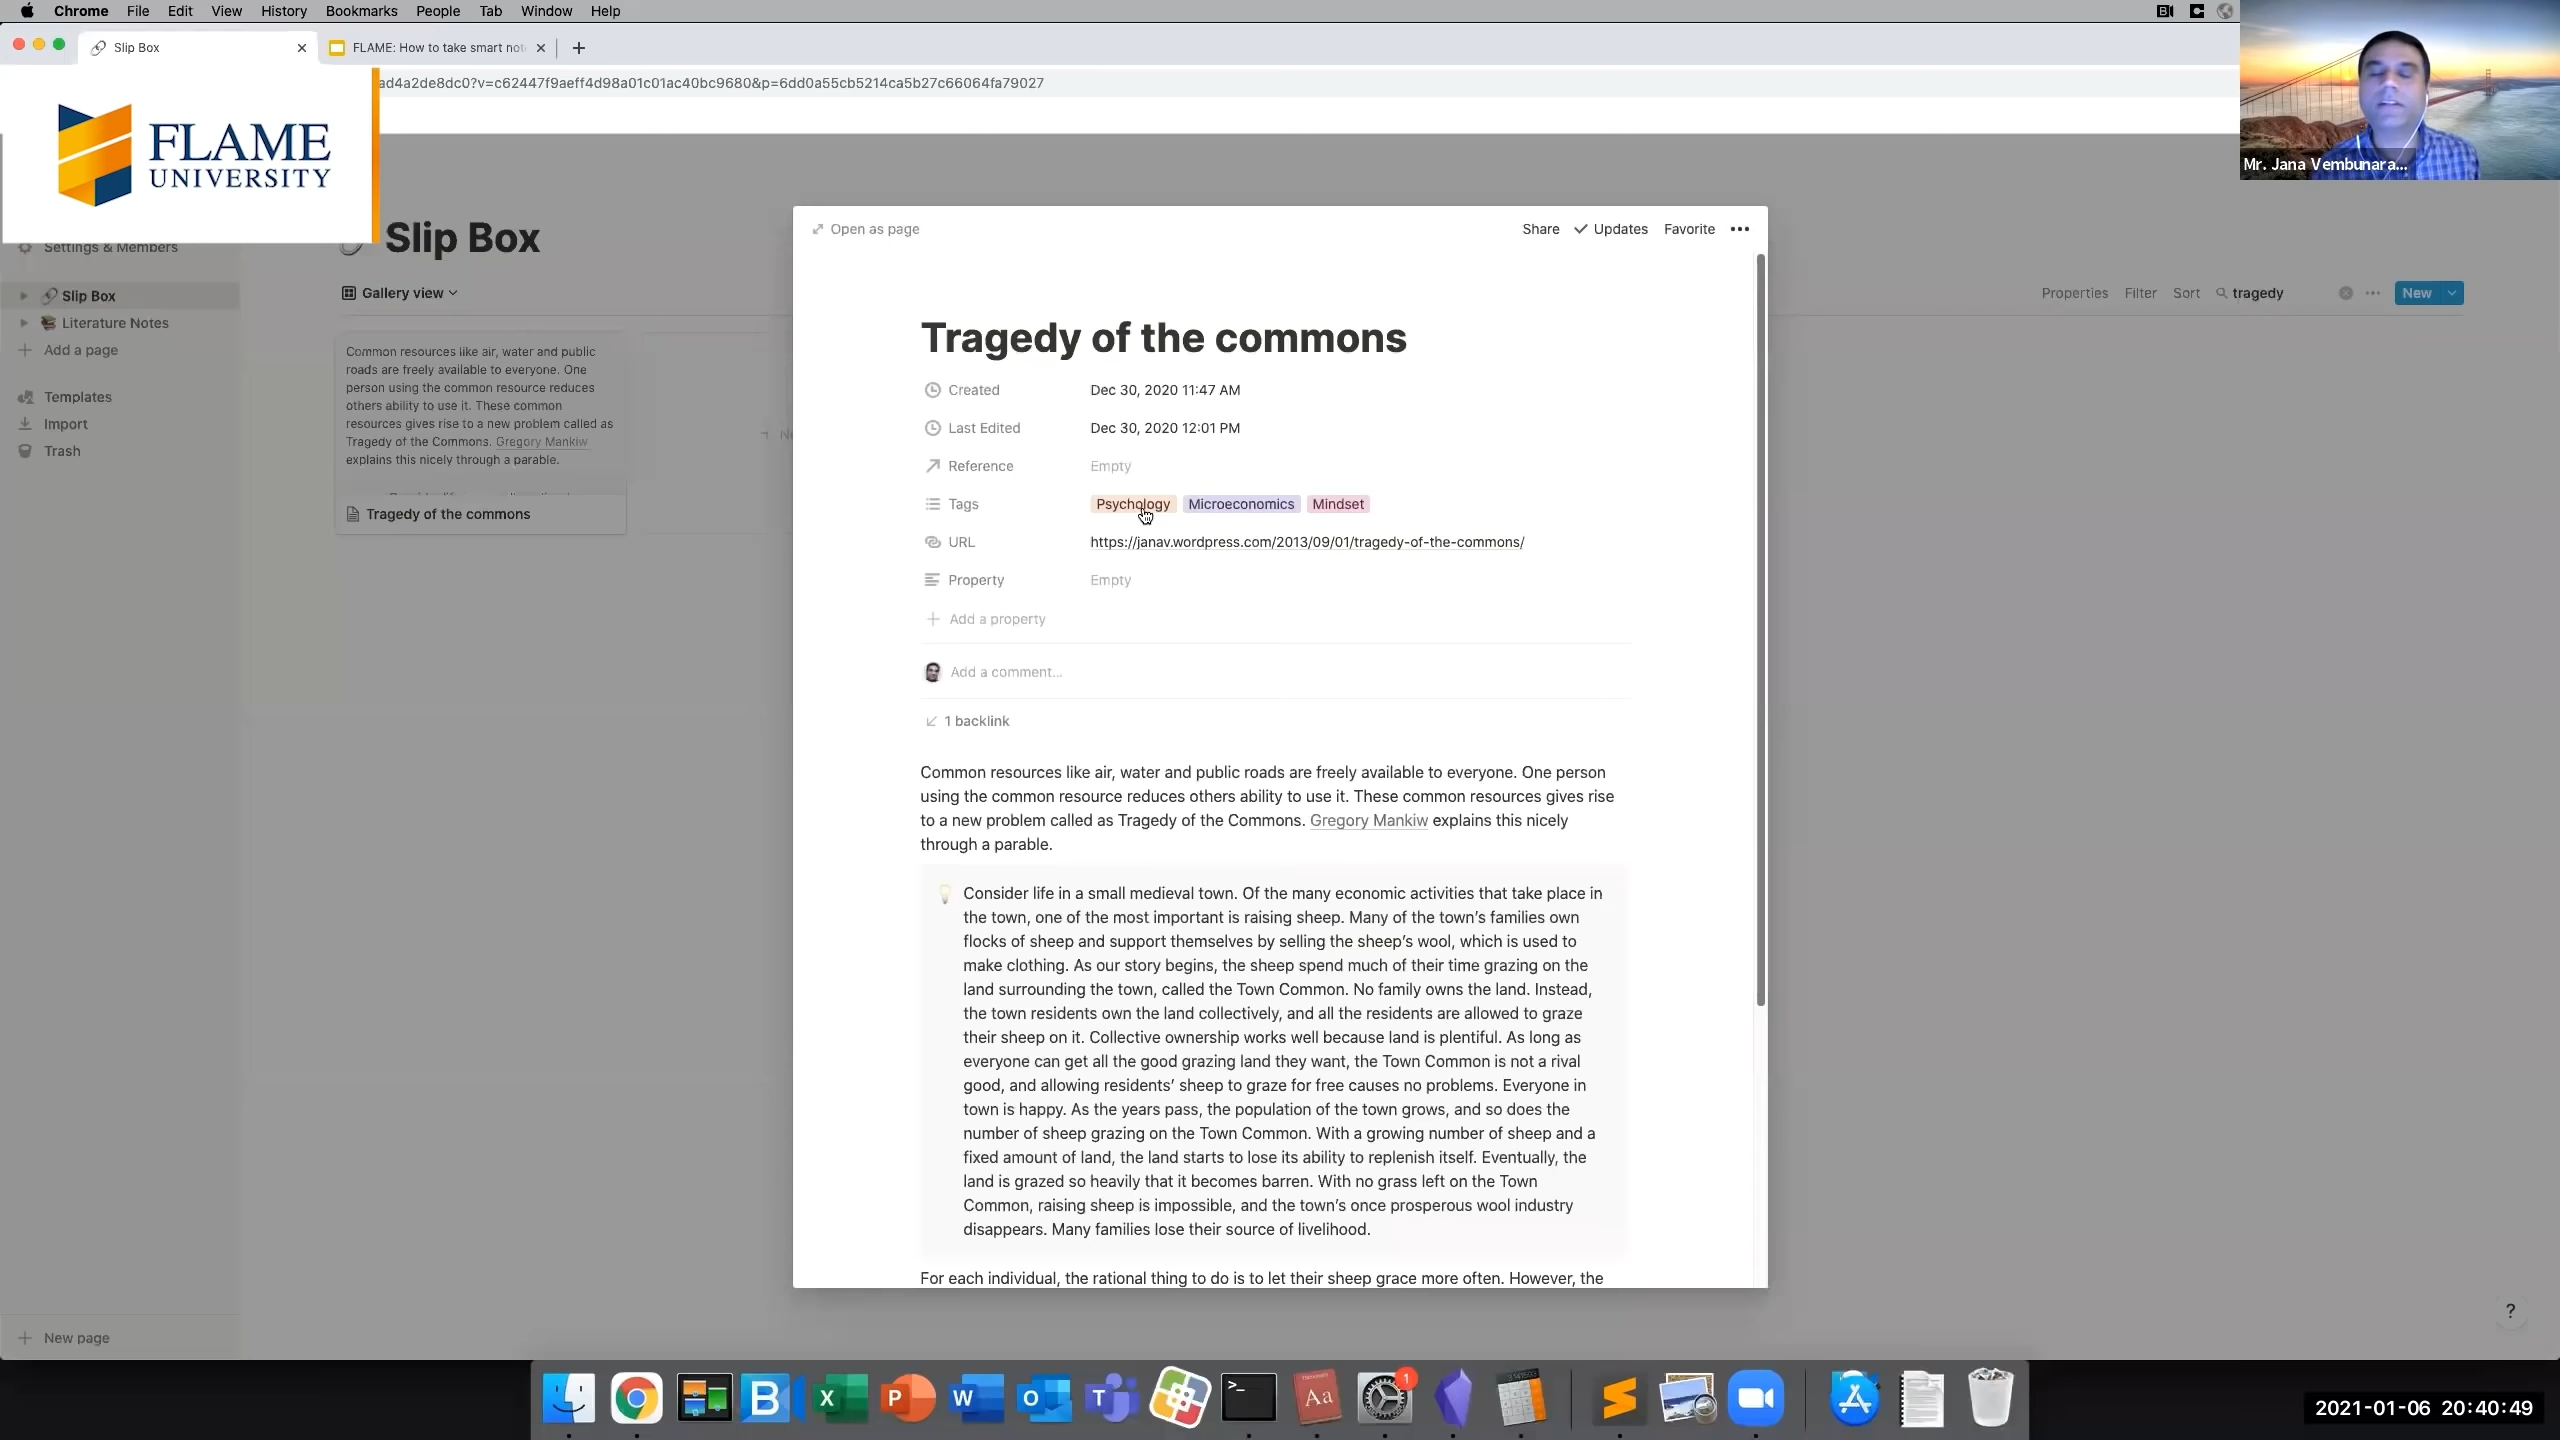 Chrome File Edit View History Bookmarks People Tab Window Help
Slip Box
FLAME: How to take smart not
ad4a2de8dc0?v=c62447f9aeff4d98a01c01ac40bc9680&p=6dd0a55cb5214ca5b27c66064fa79027
FLAME
UNIVERSITY
Mr. Jana Vembunara...
Settings & Members
Slip Box
Literature Notes
Add a page
Templates
Import
Trash
New page
Slip Box
Gallery view
Properties Filter Sort tragedy New
Common resources like air, water and public
roads are freely available to everyone. One
person using the common resource reduces
others ability to use it. These common
resources gives rise to a new problem called as
Tragedy of the Commons. Gregory Mankiw
explains this nicely through a parable.
Tragedy of the commons
Open as page
Share Updates Favorite
Tragedy of the commons
Created Dec 30, 2020 11:47 AM
Last Edited Dec 30, 2020 12:01 PM
Reference Empty
Tags Psychology Microeconomics Mindset
URL https://janav.wordpress.com/2013/09/01/tragedy-of-the-commons/
Property Empty
Add a property
Add a comment...
1 backlink
Common resources like air, water and public roads are freely available to everyone. One person
using the common resource reduces others ability to use it. These common resources gives rise
to a new problem called as Tragedy of the Commons. Gregory Mankiw explains this nicely
through a parable.
Consider life in a small medieval town. Of the many economic activities that take place in
the town, one of the most important is raising sheep. Many of the town's families own
flocks of sheep and support themselves by selling the sheep's wool, which is used to
make clothing. As our story begins, the sheep spend much of their time grazing on the
land surrounding the town, called the Town Common. No family owns the land. Instead,
the town residents own the land collectively, and all the residents are allowed to graze
their sheep on it. Collective ownership works well because land is plentiful. As long as
everyone can get all the good grazing land they want, the Town Common is not a rival
good, and allowing residents' sheep to graze for free causes no problems. Everyone in
town is happy. As the years pass, the population of the town grows, and so does the
number of sheep grazing on the Town Common. With a growing number of sheep and a
fixed amount of land, the land starts to lose its ability to replenish itself. Eventually, the
land is grazed so heavily that it becomes barren. With no grass left on the Town
Common, raising sheep is impossible, and the town's once prosperous wool industry
disappears. Many families lose their source of livelihood.
For each individual, the rational thing to do is to let their sheep grace more often. However, the
?
1
2021-01-06 20:40:49